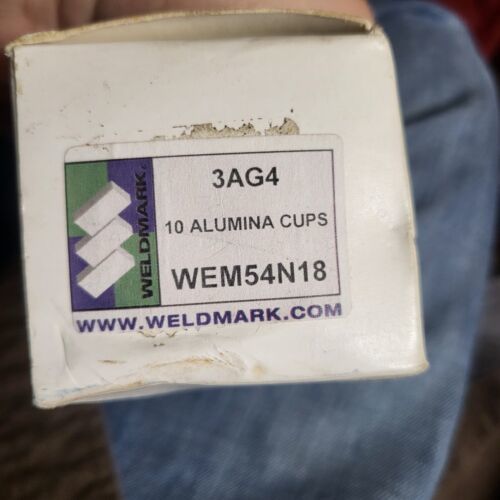 WELDMARK.
3AG4
10 ALUMINA CUPS
WEM54N18
WWW.WELDMARK.COM